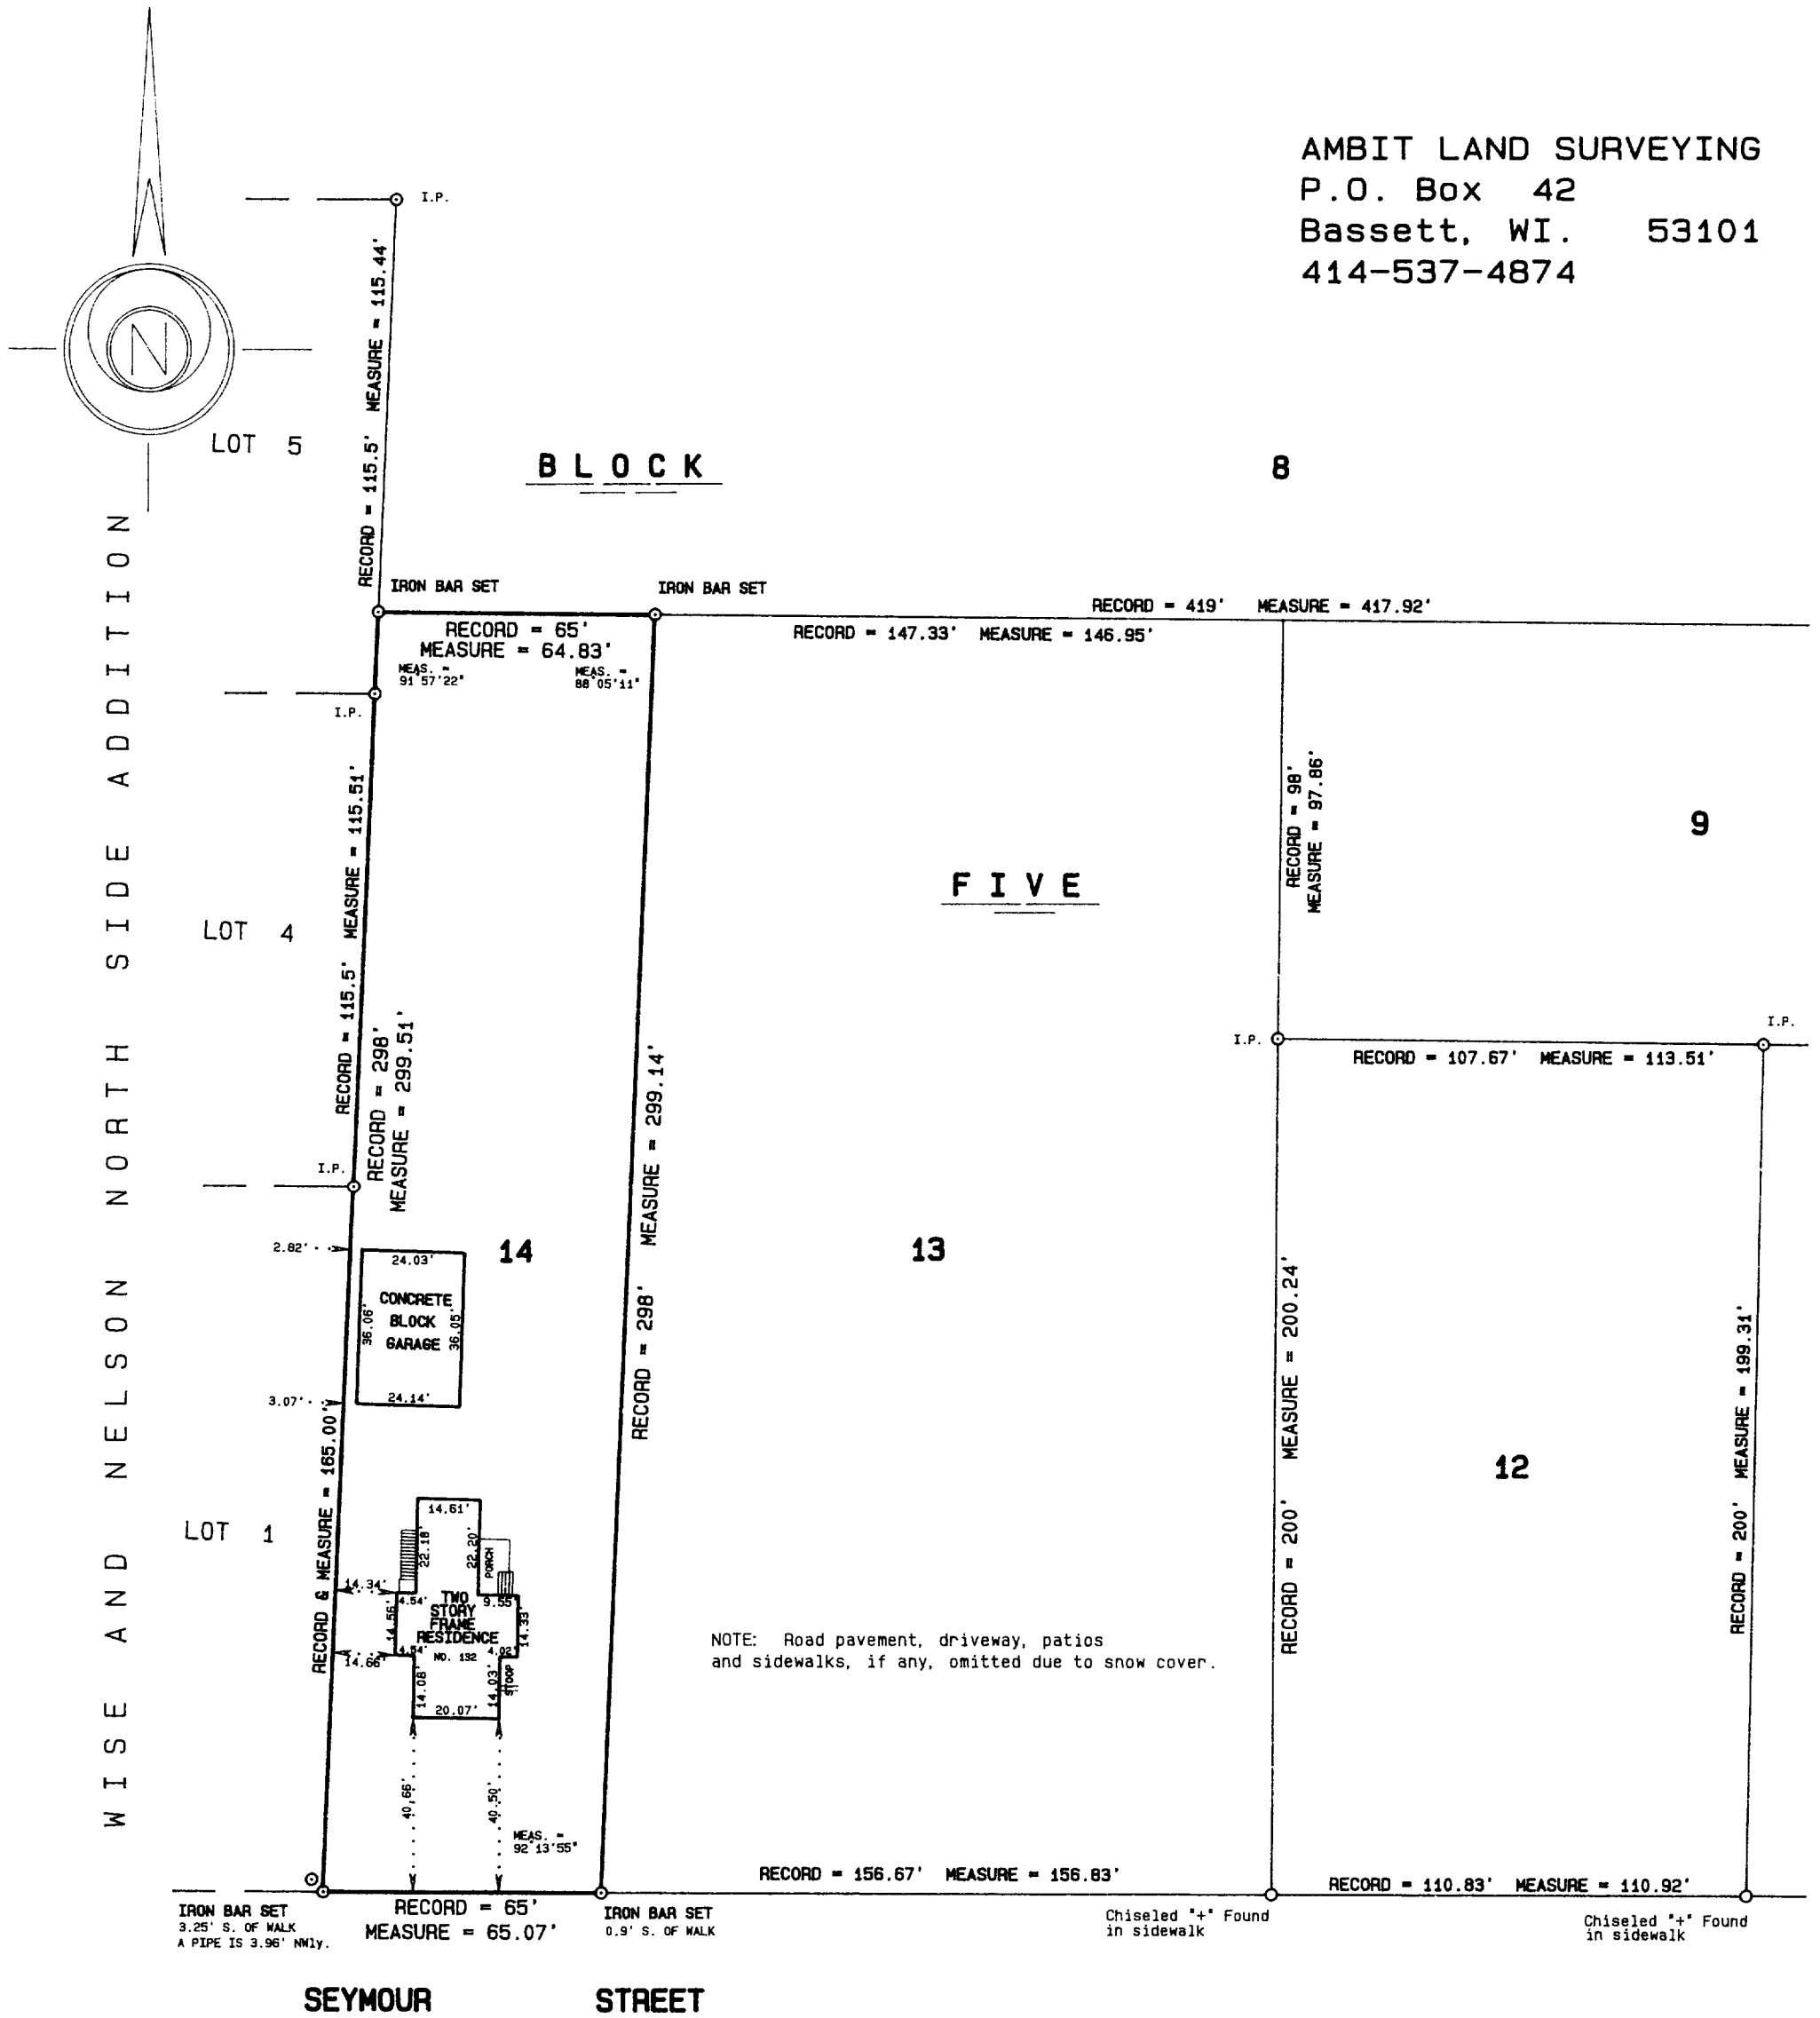 AMBIT LAND SURVEYING
P.O. Box 42
Bassett, WI. 53101
414-537-4874
N
I.P.
RECORD = 115.5' MEASURE = 115.44'
LOT 5
BLOCK
8
WISE AND NELSON NORTH SIDE ADDITION
IRON BAR SET
IRON BAR SET
RECORD = 419' MEASURE = 417.92'
RECORD = 65'
MEASURE = 64.83'
RECORD = 147.33' MEASURE = 146.95'
MEAS. =
91°57'22"
MEAS. =
88°05'11"
I.P.
RECORD = 115.5' MEASURE = 115.51'
RECORD = 98'
MEASURE = 97.86'
9
FIVE
LOT 4
RECORD = 298'
MEASURE = 299.51'
RECORD = 298' MEASURE = 299.14'
I.P.
I.P.
RECORD = 107.67' MEASURE = 113.51'
I.P.
2.82'
24.03'
14
13
CONCRETE
BLOCK
GARAGE
36.06'
36.05'
24.14'
3.07'
RECORD & MEASURE = 165.00'
RECORD = 200' MEASURE = 200.24'
RECORD = 200' MEASURE = 199.31'
12
LOT 1
14.61'
22.18'
22.20'
PORCH
14.34'
4.54'
9.55'
TWO
STORY
FRAME
RESIDENCE
NO. 132
14.56'
14.33'
4.54'
4.02'
14.66'
14.08'
14.03'
STOOP
20.07'
NOTE: Road pavement, driveway, patios
and sidewalks, if any, omitted due to snow cover.
40.66'
40.50'
MEAS. =
92°13'55"
RECORD = 156.67' MEASURE = 156.83'
RECORD = 110.83' MEASURE = 110.92'
IRON BAR SET
3.25' S. OF WALK
A PIPE IS 3.96' NWly.
RECORD = 65'
MEASURE = 65.07'
IRON BAR SET
0.9' S. OF WALK
Chiseled "+" Found
in sidewalk
Chiseled "+" Found
in sidewalk
SEYMOUR STREET